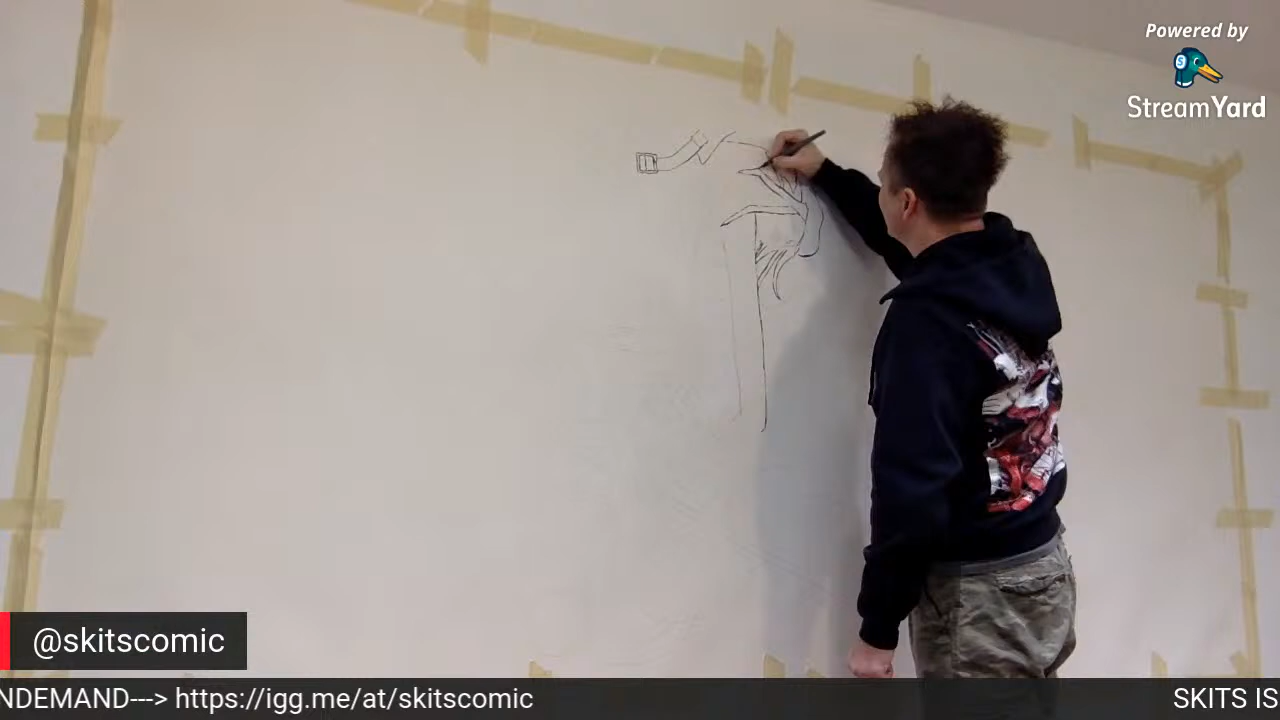 Powered by
StreamYard
@skitscomic
NDEMAND---> https://igg.me/at/skitscomic
SKITS IS